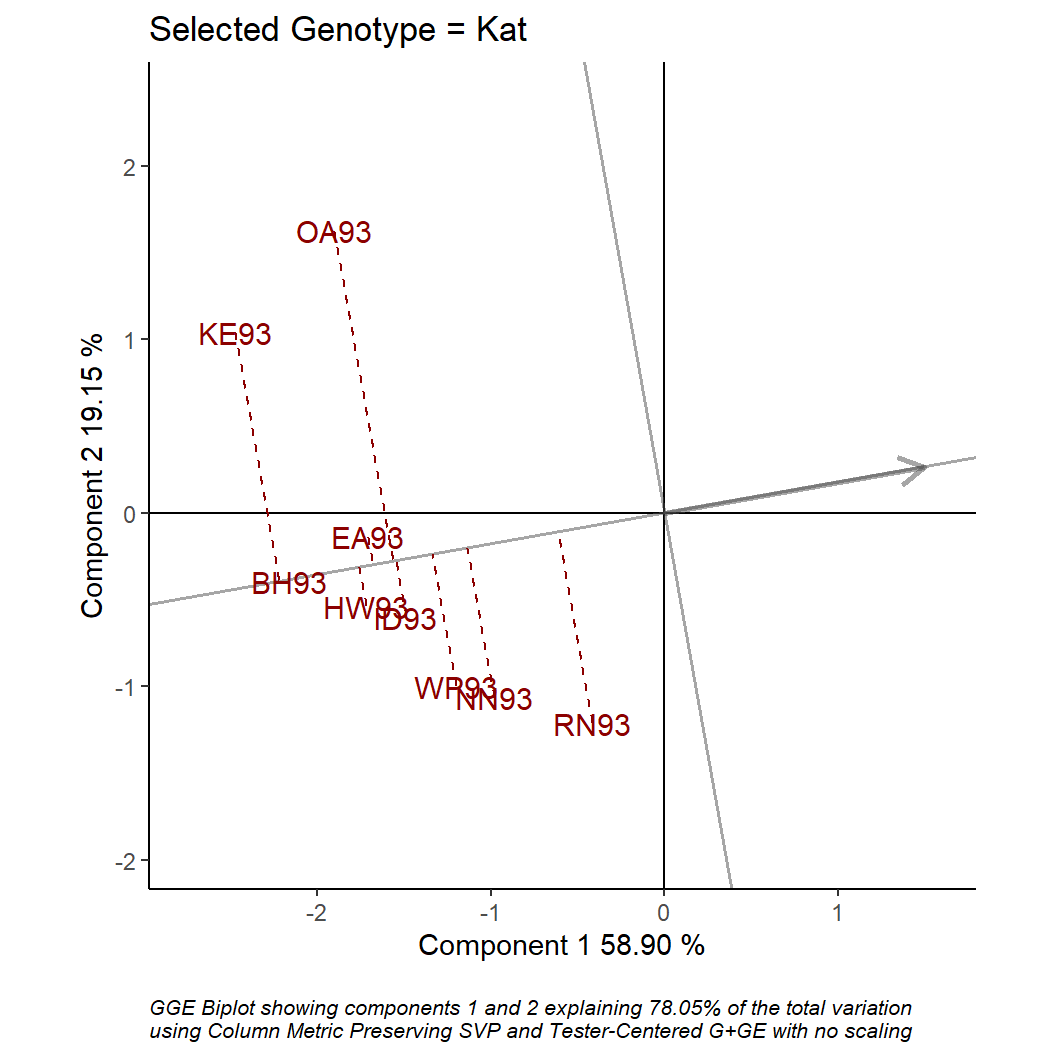 Selected Genotype = Kat
2
OA93
KE93
1
Component 2 19.15 %
0
EA93
BH93
HW93
ID93
WP93
NN93
-1
RN93
-2
-2 -1 0 1
Component 1 58.90 %
GGE Biplot showing components 1 and 2 explaining 78.05% of the total variation
using Column Metric Preserving SVP and Tester-Centered G+GE with no scaling